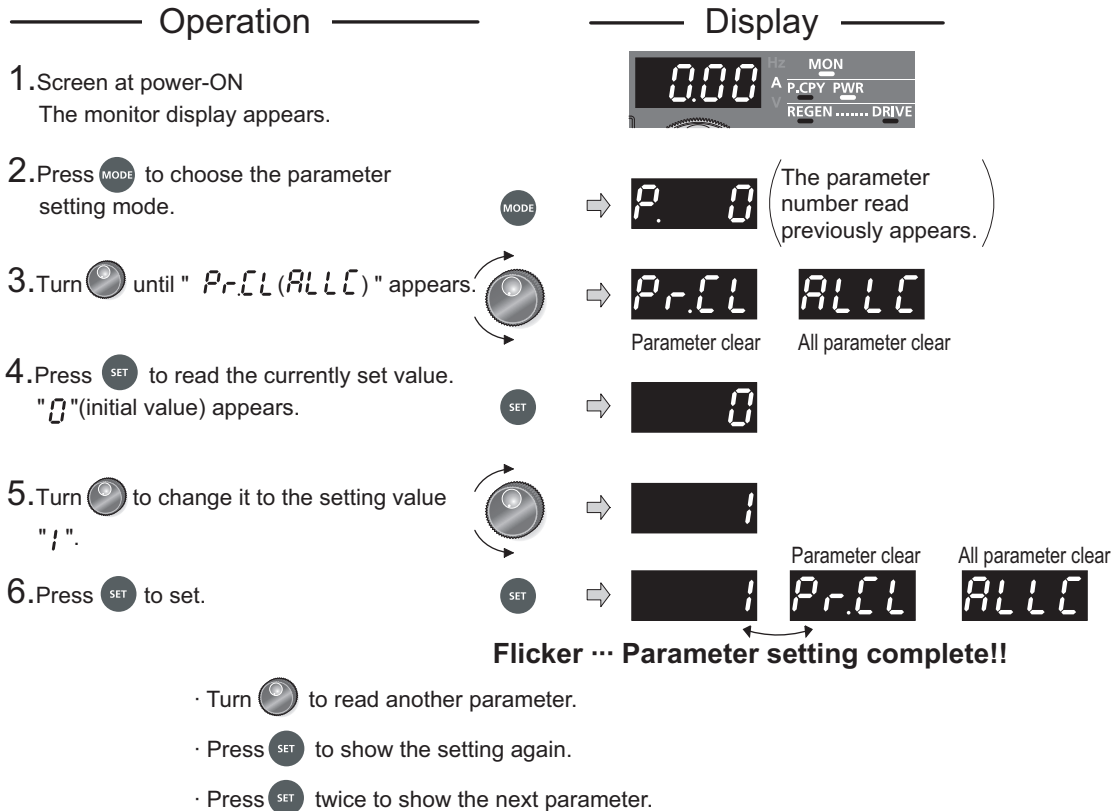 Operation
Display
1.Screen at power-ON
The monitor display appears.
0.00
Hz
MON
A
P.CPY PWR
V
REGEN ....... DRIVE
2.Press MODE to choose the parameter
setting mode.
MODE
P. 0
The parameter
number read
previously appears.
3.Turn until " Pr.CL (ALLC) " appears.
Pr.CL
ALLC
Parameter clear
All parameter clear
4.Press SET to read the currently set value.
"0"(initial value) appears.
SET
0
5.Turn to change it to the setting value
"1".
1
Parameter clear
All parameter clear
6.Press SET to set.
SET
1
Pr.CL
ALLC
Flicker ··· Parameter setting complete!!
· Turn to read another parameter.
· Press SET to show the setting again.
· Press SET twice to show the next parameter.